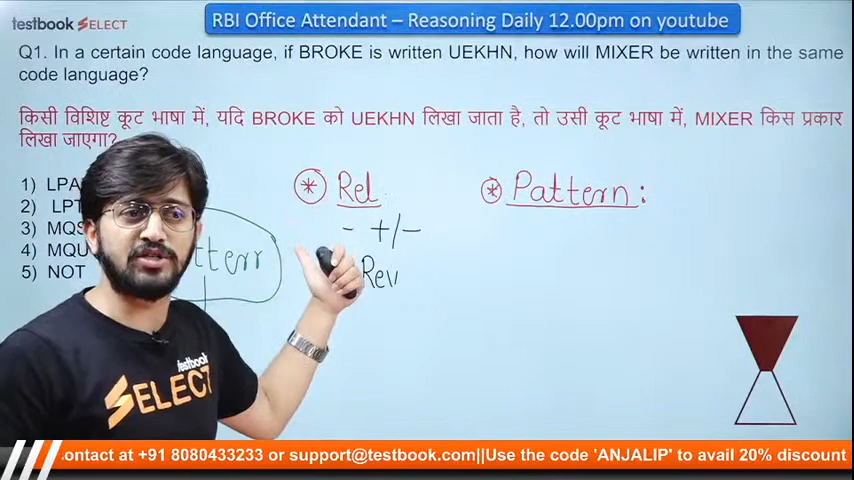 testbook SELECT
RBI Office Attendant – Reasoning Daily 12.00pm on youtube
Q1. In a certain code language, if BROKE is written UEKHN, how will MIXER be written in the same
code language?
किसी विशिष्ट कूट भाषा में, यदि BROKE को UEKHN लिखा जाता है, तो उसी कूट भाषा में, MIXER किस प्रकार
लिखा जाएगा?
1) LPA
2) LPT
3) MQS
4) MQU
5) NOT
* Rel
- +/-
Rev
* Pattern:
testbook
SELECT
ontact at +91 8080433233 or support@testbook.com||Use the code 'ANJALIP' to avail 20% discount